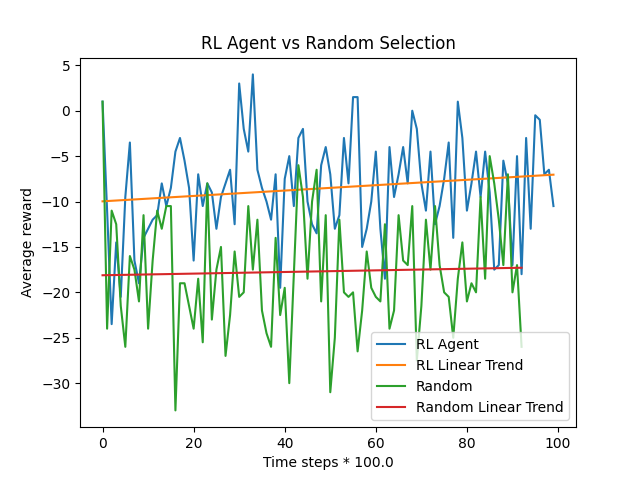 RL Agent vs Random Selection
5
0
−5
−10
−15
−20
−25
−30
Average reward
0
20
40
60
80
100
Time steps * 100.0
RL Agent
RL Linear Trend
Random
Random Linear Trend